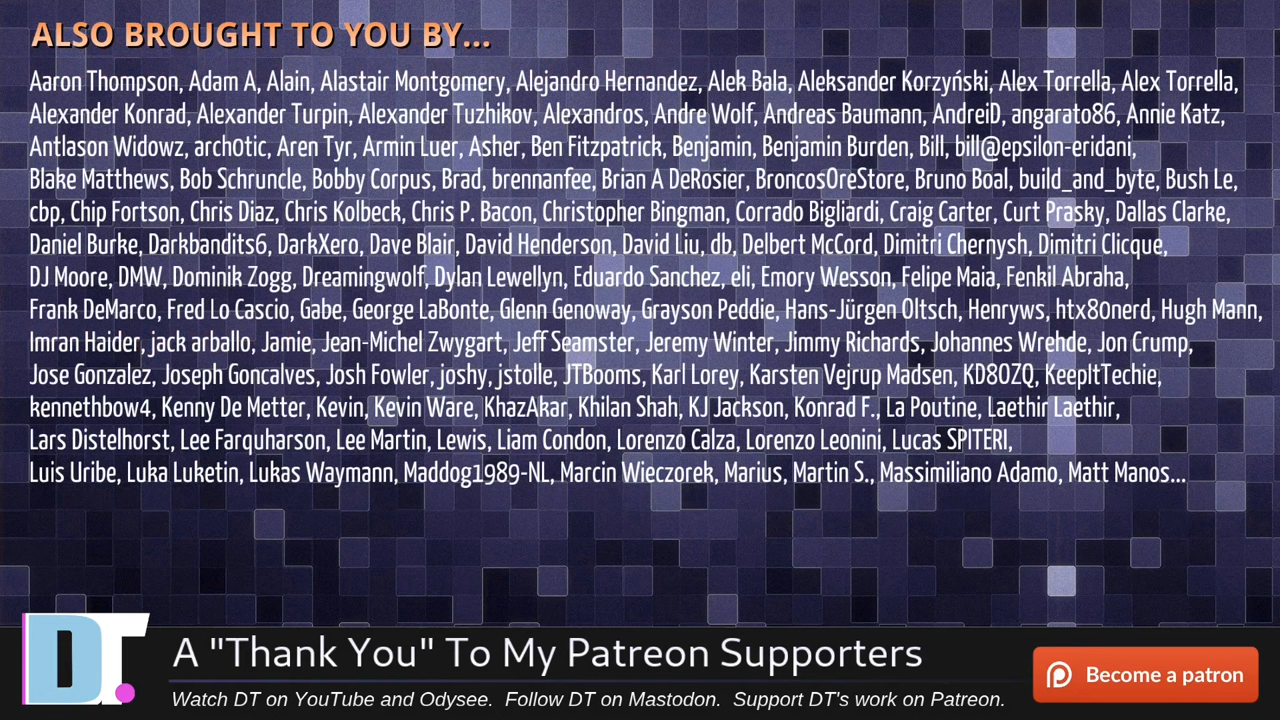 ALSO BROUGHT TO YOU BY...
Aaron Thompson, Adam A, Alain, Alastair Montgomery, Alejandro Hernandez, Alek Bala, Aleksander Korzyński, Alex Torrella, Alex Torrella,
Alexander Konrad, Alexander Turpin, Alexander Tuzhikov, Alexandros, Andre Wolf, Andreas Baumann, AndreiD, angarato86, Annie Katz,
Antlason Widowz, arch0tic, Aren Tyr, Armin Luer, Asher, Ben Fitzpatrick, Benjamin, Benjamin Burden, Bill, bill@epsilon-eridani,
Blake Matthews, Bob Schruncle, Bobby Corpus, Brad, brennanfee, Brian A DeRosier, BroncosOreStore, Bruno Boal, build_and_byte, Bush Le,
cbp, Chip Fortson, Chris Diaz, Chris Kolbeck, Chris P. Bacon, Christopher Bingman, Corrado Bigliardi, Craig Carter, Curt Prasky, Dallas Clarke,
Daniel Burke, Darkbandits6, DarkXero, Dave Blair, David Henderson, David Liu, db, Delbert McCord, Dimitri Chernysh, Dimitri Clicque,
DJ Moore, DMW, Dominik Zogg, Dreamingwolf, Dylan Lewellyn, Eduardo Sanchez, eli, Emory Wesson, Felipe Maia, Fenkil Abraha,
Frank DeMarco, Fred Lo Cascio, Gabe, George LaBonte, Glenn Genoway, Grayson Peddie, Hans-Jürgen Oltsch, Henryws, htx80nerd, Hugh Mann,
Imran Haider, jack arballo, Jamie, Jean-Michel Zwygart, Jeff Seamster, Jeremy Winter, Jimmy Richards, Johannes Wrehde, Jon Crump,
Jose Gonzalez, Joseph Goncalves, Josh Fowler, joshy, jstolle, JTBooms, Karl Lorey, Karsten Vejrup Madsen, KD8OZQ, KeepItTechie,
kennethbow4, Kenny De Metter, Kevin, Kevin Ware, KhazAkar, Khilan Shah, KJ Jackson, Konrad F., La Poutine, Laethir Laethir,
Lars Distelhorst, Lee Farquharson, Lee Martin, Lewis, Liam Condon, Lorenzo Calza, Lorenzo Leonini, Lucas SPITERI,
Luis Uribe, Luka Luketin, Lukas Waymann, Maddog1989-NL, Marcin Wieczorek, Marius, Martin S., Massimiliano Adamo, Matt Manos...
DT.
A "Thank You" To My Patreon Supporters
Watch DT on YouTube and Odysee. Follow DT on Mastodon. Support DT's work on Patreon.
Become a patron